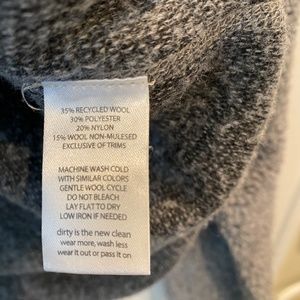 35% RECYCLED WOOL
30% POLYESTER
20% NYLON
15% WOOL NON-MULESED
EXCLUSIVE OF TRIMS
MACHINE WASH COLD
WITH SIMILAR COLORS
GENTLE WOOL CYCLE
DO NOT BLEACH
LAY FLAT TO DRY
LOW IRON IF NEEDED
dirty is the new clean
wear more, wash less
wear it out or pass it on